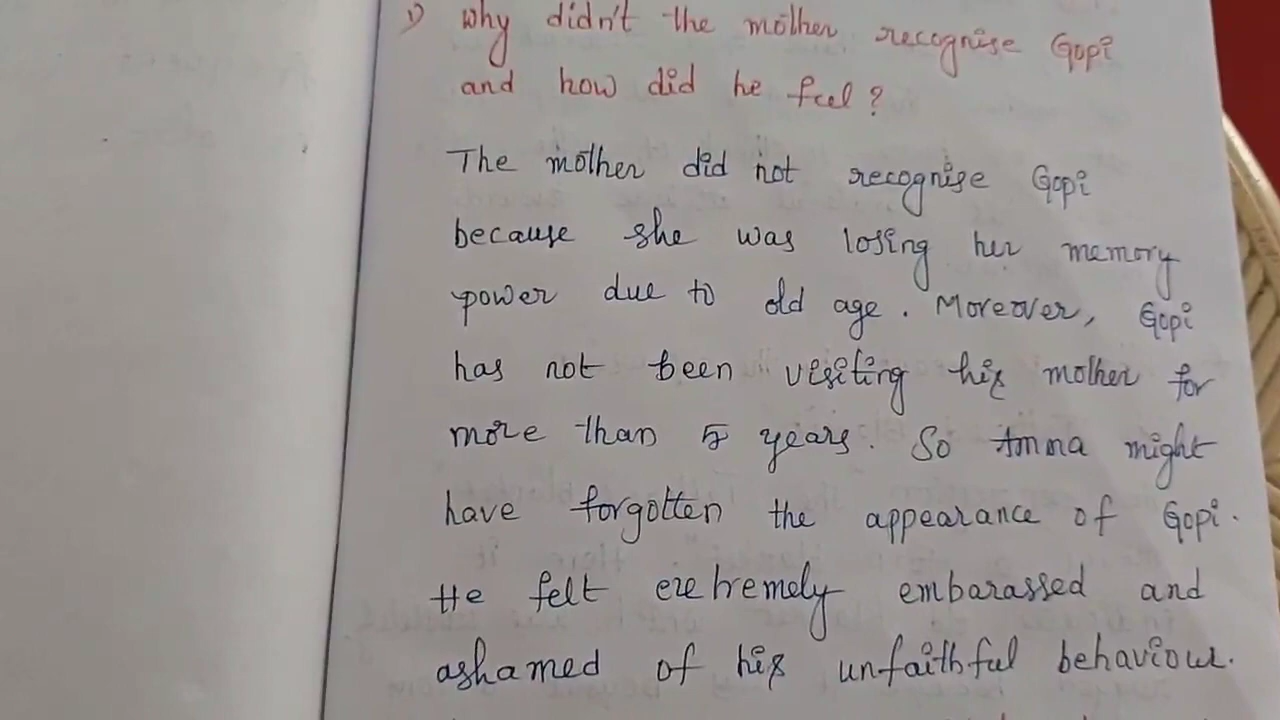 1) Why didn't the mother recognise Gopi
and how did he feel?
The mother did not recognise Gopi
because she was losing her memory
power due to old age. Moreover, Gopi
has not been visiting his mother for
more than 5 years. So Amma might
have forgotten the appearance of Gopi.
He felt extremely embarassed and
ashamed of his unfaithful behaviour.